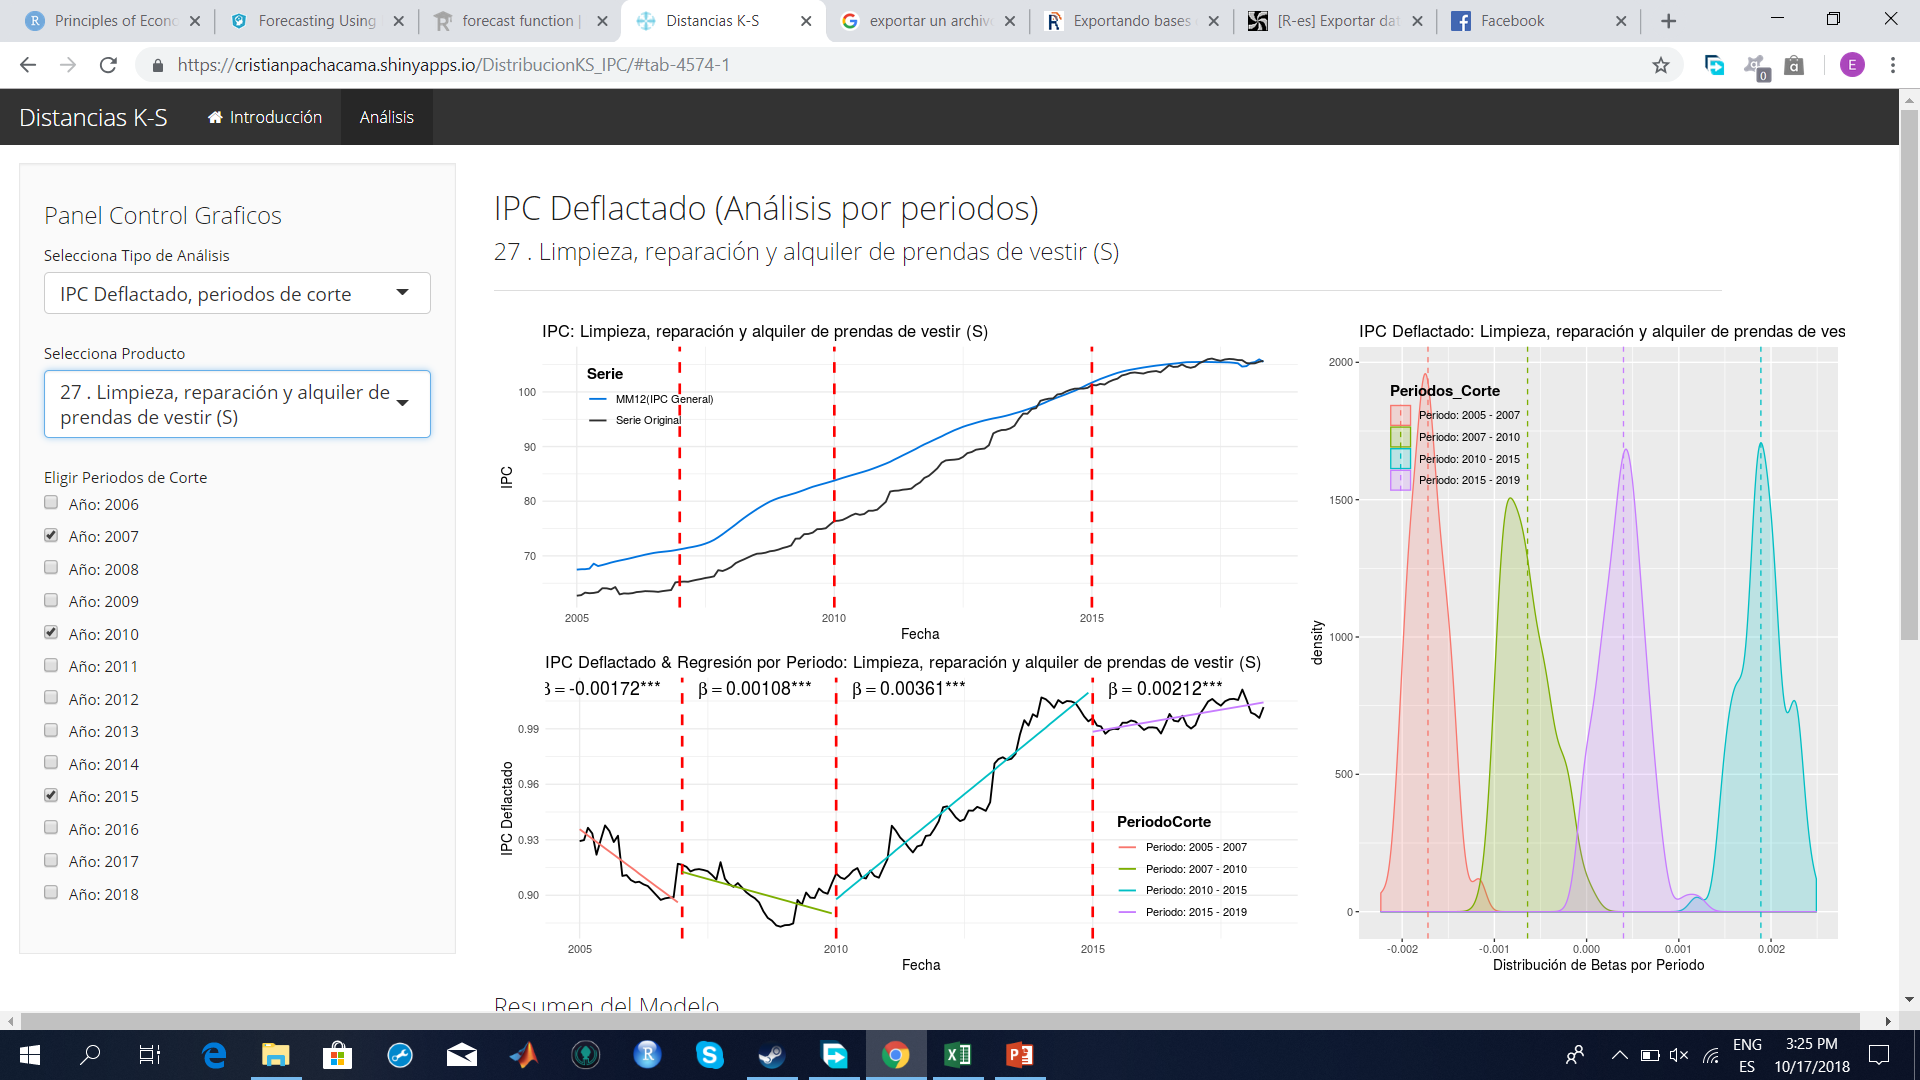 Principles of Econo
Forecasting Using
forecast function |
Distancias K-S
exportar un archivo
Exportando bases
[R-es] Exportar dat
Facebook
https://cristianpachacama.shinyapps.io/DistribucionKS_IPC/#tab-4574-1
0
E
Distancias K-S
Introducción
Análisis
Panel Control Graficos
Selecciona Tipo de Análisis
IPC Deflactado, periodos de corte
Selecciona Producto
27 . Limpieza, reparación y alquiler de
prendas de vestir (S)
Eligir Periodos de Corte
Año: 2006
Año: 2007
Año: 2008
Año: 2009
Año: 2010
Año: 2011
Año: 2012
Año: 2013
Año: 2014
Año: 2015
Año: 2016
Año: 2017
Año: 2018
IPC Deflactado (Análisis por periodos)
27 . Limpieza, reparación y alquiler de prendas de vestir (S)
IPC: Limpieza, reparación y alquiler de prendas de vestir (S)
Serie
MM12(IPC General)
Serie Original
IPC
100
90
80
70
2005
2010
2015
Fecha
IPC Deflactado & Regresión por Periodo: Limpieza, reparación y alquiler de prendas de vestir (S)
β = -0.00172***
β = 0.00108***
β = 0.00361***
β = 0.00212***
IPC Deflactado
0.99
0.96
0.93
0.90
PeriodoCorte
Periodo: 2005 - 2007
Periodo: 2007 - 2010
Periodo: 2010 - 2015
Periodo: 2015 - 2019
2005
2010
2015
Fecha
IPC Deflactado: Limpieza, reparación y alquiler de prendas de ves
Periodos_Corte
Periodo: 2005 - 2007
Periodo: 2007 - 2010
Periodo: 2010 - 2015
Periodo: 2015 - 2019
density
2000
1500
1000
500
0
-0.002
-0.001
0.000
0.001
0.002
Distribución de Betas por Periodo
Resumen del Modelo
ENG
ES
3:25 PM
10/17/2018